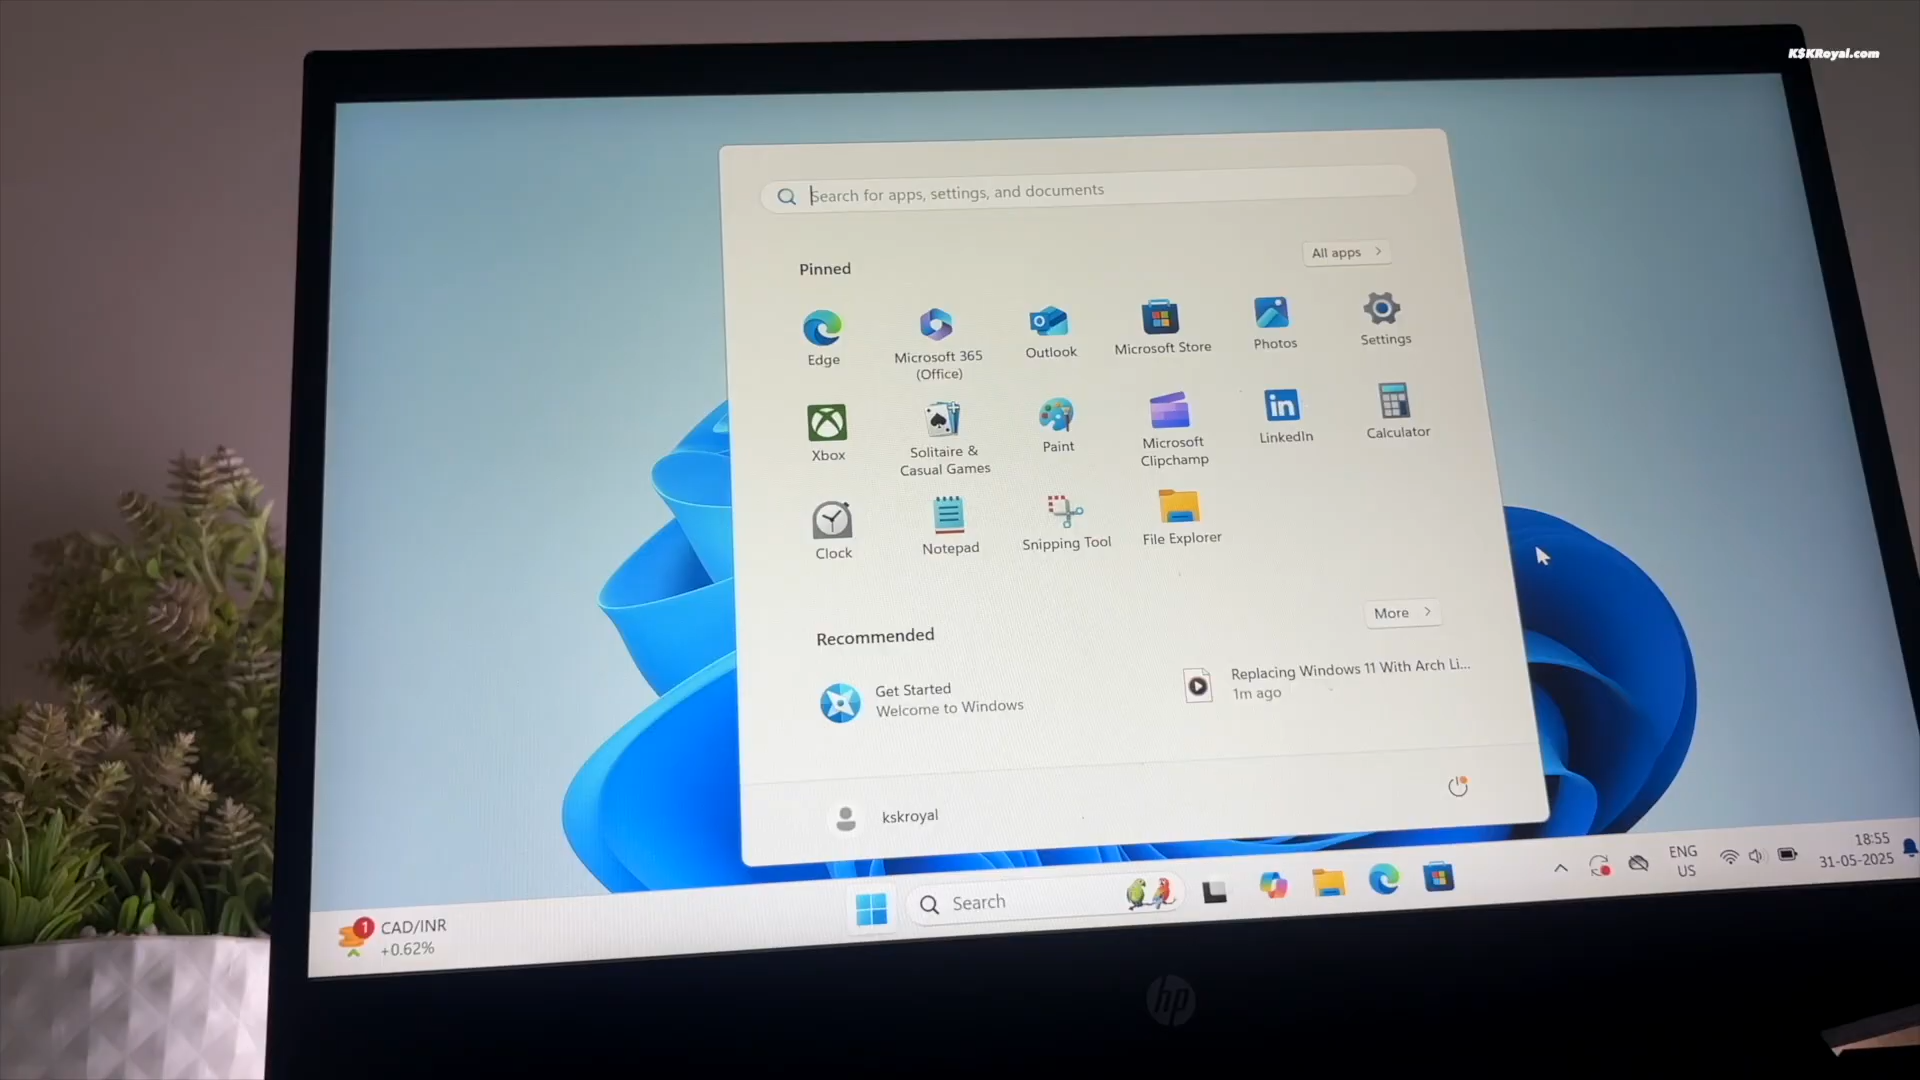 K$KRoyal.com
Search for apps, settings, and documents
Pinned
All apps
Edge
Microsoft 365
(Office)
Outlook
Microsoft Store
Photos
Settings
Xbox
Solitaire &
Casual Games
Paint
Microsoft
Clipchamp
LinkedIn
Calculator
Clock
Notepad
Snipping Tool
File Explorer
Recommended
More
Get Started
Welcome to Windows
Replacing Windows 11 With Arch Li...
1m ago
kskroyal
1
CAD/INR
+0.62%
Search
ENG
US
18:55
31-05-2025
hp